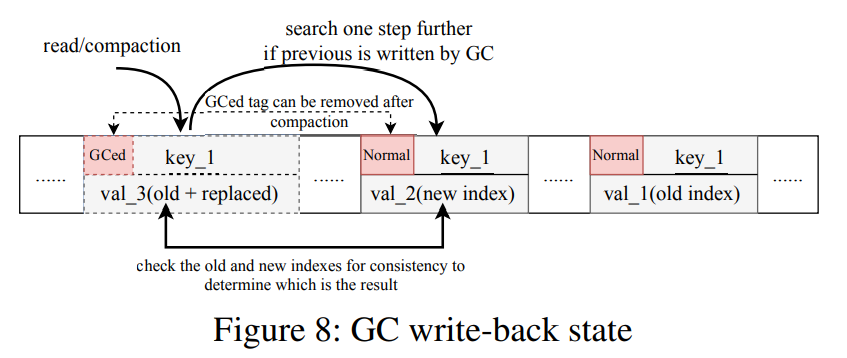 search one step further
read/compaction
if previous is written by GC
GCed tag can be removed after
compaction
GCed key_1 Normal key_1 Normal key_1
...... ...... ...... ......
val_3(old + replaced) val_2(new index) val_1(old index)
check the old and new indexes for consistency to
determine which is the result
Figure 8: GC write-back state